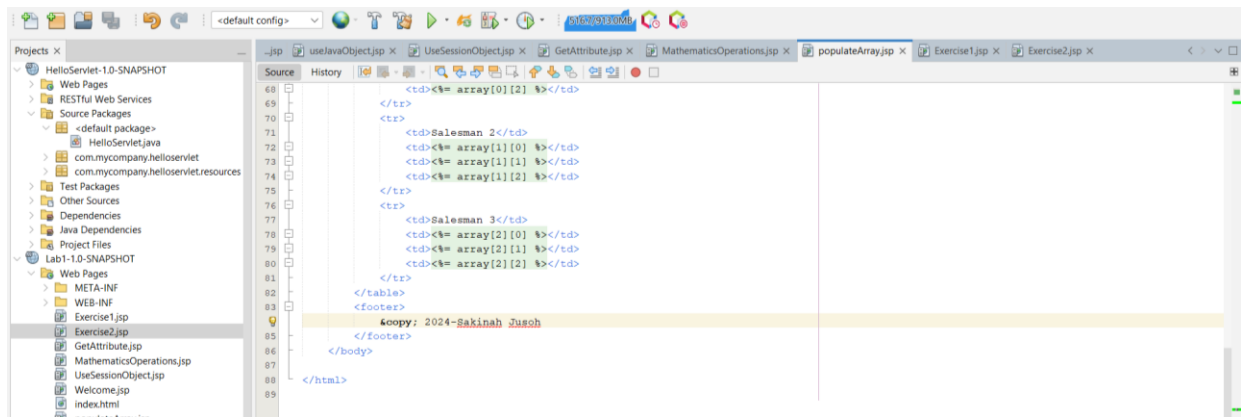 <default config>
516.7/913.0MB
Projects ×
...jsp useJavaObject.jsp × UseSessionObject.jsp × GetAttribute.jsp × MathematicsOperations.jsp × populateArray.jsp × Exercise1.jsp × Exercise2.jsp ×
Source History
HelloServlet-1.0-SNAPSHOT
Web Pages
RESTful Web Services
Source Packages
<default package>
HelloServlet.java
com.mycompany.helloservlet
com.mycompany.helloservlet.resources
Test Packages
Other Sources
Dependencies
Java Dependencies
Project Files
Lab1-1.0-SNAPSHOT
Web Pages
META-INF
WEB-INF
Exercise1.jsp
Exercise2.jsp
GetAttribute.jsp
MathematicsOperations.jsp
UseSessionObject.jsp
Welcome.jsp
index.html
68 <td><%= array[0][2] %></td>
69 </tr>
70 <tr>
71 <td>Salesman 2</td>
72 <td><%= array[1][0] %></td>
73 <td><%= array[1][1] %></td>
74 <td><%= array[1][2] %></td>
75 </tr>
76 <tr>
77 <td>Salesman 3</td>
78 <td><%= array[2][0] %></td>
79 <td><%= array[2][1] %></td>
80 <td><%= array[2][2] %></td>
81 </tr>
82 </table>
83 <footer>
&copy; 2024-Sakinah Jusoh
85 </footer>
86 </body>
87
88 </html>
89